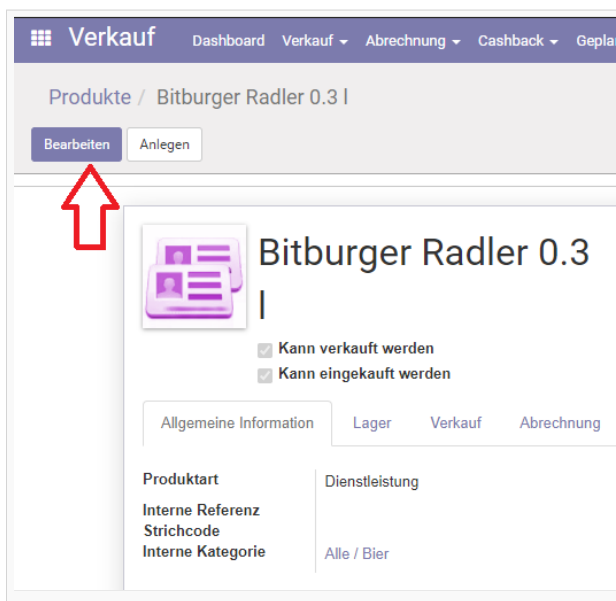 Verkauf Dashboard Verkauf Abrechnung Cashback Gepla
Produkte / Bitburger Radler 0.3 l
Bearbeiten Anlegen
Bitburger Radler 0.3
l
Kann verkauft werden
Kann eingekauft werden
Allgemeine Information Lager Verkauf Abrechnung
Produktart Dienstleistung
Interne Referenz
Strichcode
Interne Kategorie Alle / Bier